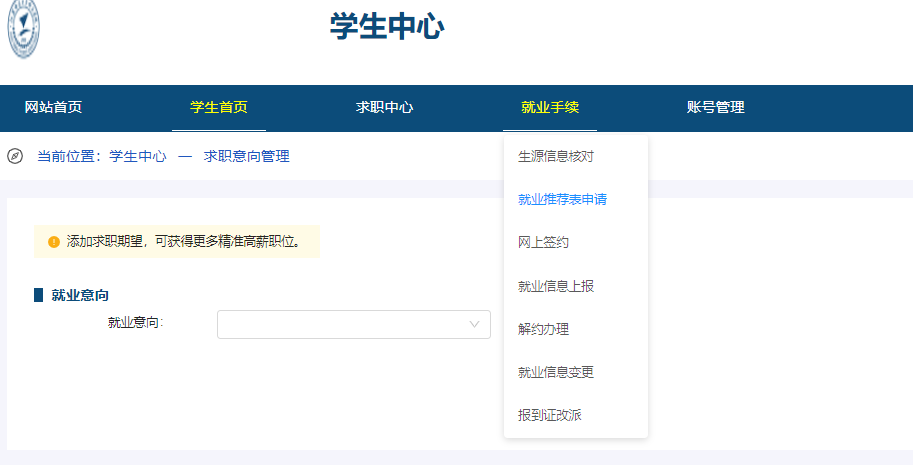 学生中心
网站首页 学生首页 求职中心 就业手续 账号管理
当前位置：学生中心 — 求职意向管理
生源信息核对
就业推荐表申请
网上签约
就业信息上报
解约办理
就业信息变更
报到证改派
添加求职期望，可获得更多精准高薪职位。
就业意向
就业意向：